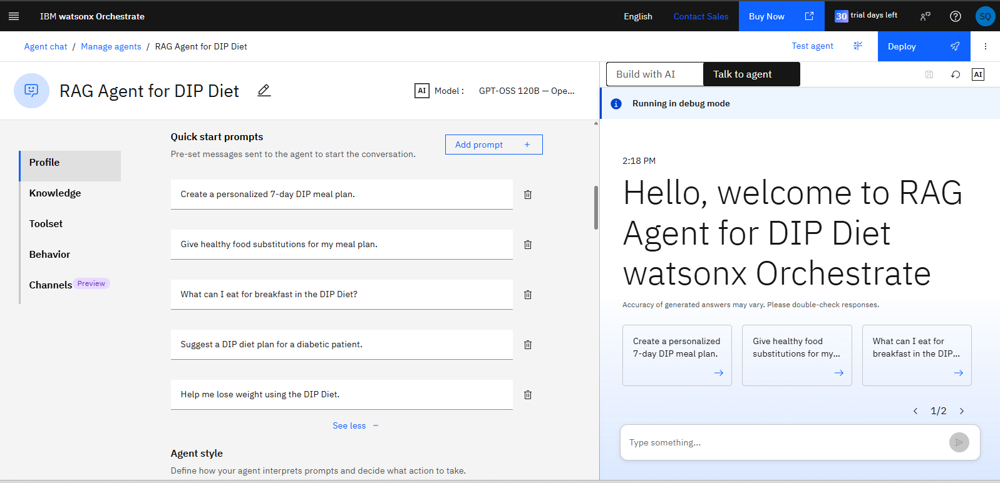 IBM watsonx Orchestrate
English
Contact Sales
Buy Now
30 trial days left
SQ
Agent chat / Manage agents / RAG Agent for DIP Diet
Test agent
Deploy
RAG Agent for DIP Diet
AI Model :
GPT-OSS 120B — Ope...
Build with AI
Talk to agent
AI
Running in debug mode
Profile
Knowledge
Toolset
Behavior
Channels Preview
Quick start prompts
Pre-set messages sent to the agent to start the conversation.
Add prompt +
Create a personalized 7-day DIP meal plan.
Give healthy food substitutions for my meal plan.
What can I eat for breakfast in the DIP Diet?
Suggest a DIP diet plan for a diabetic patient.
Help me lose weight using the DIP Diet.
See less −
Agent style
Define how your agent interprets prompts and decide what action to take.
2:18 PM
Hello, welcome to RAG
Agent for DIP Diet
watsonx Orchestrate
Accuracy of generated answers may vary. Please double-check responses.
Create a personalized
7-day DIP meal plan.
Give healthy food
substitutions for my...
What can I eat for
breakfast in the DIP...
1/2
Type something...